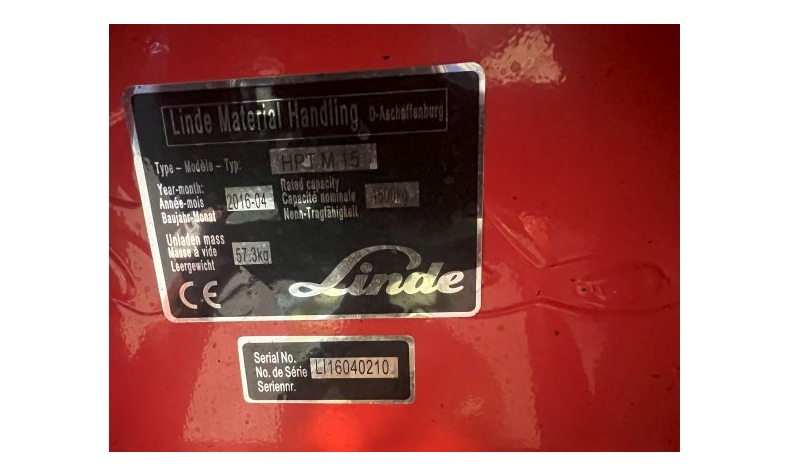 Linde Material Handling D-Aschaffenburg
Type – Modèle – Typ: HPT M 15
Year-month: Rated capacity
Année-mois 2016-04 Capacité nominale 1500kg
Baujahr-Monat Nenn-Tragfähigkeit
Unladen mass
Masse à vide 57.3kg
Leergewicht
CE Linde
Serial No.
No. de Série LI16040210
Seriennr.